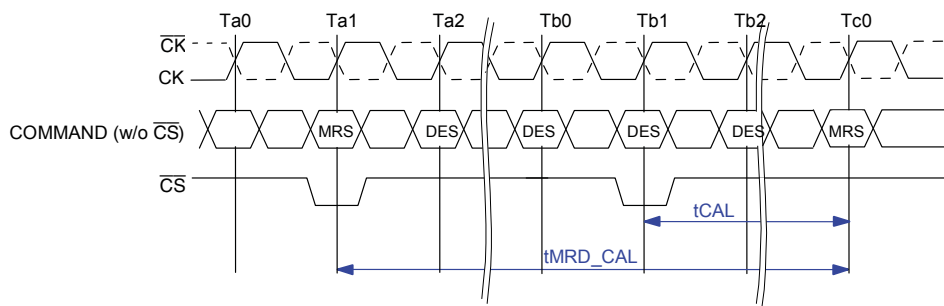 Ta0 Ta1 Ta2 Tb0 Tb1 Tb2 Tc0
CK
CK
COMMAND (w/o CS) MRS DES DES DES DES MRS
CS
tCAL
tMRD_CAL